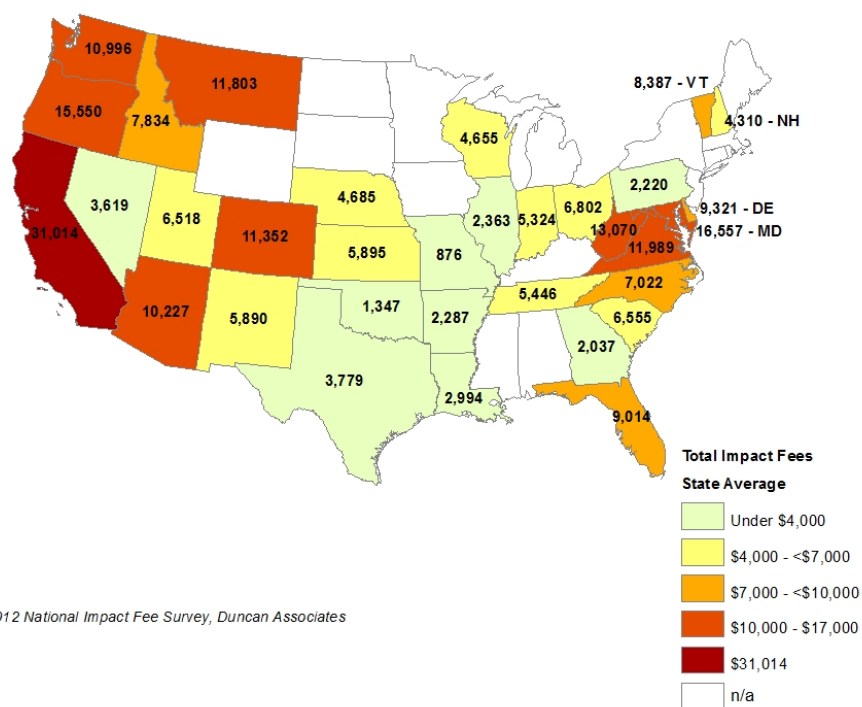 10,996
11,803
8,387 - VT
15,550
7,834
4,310 - NH
4,655
3,619
6,518
4,685
2,363
5,324
6,802
2,220
9,321 - DE
31,014
11,352
5,895
876
13,070
11,989
16,557 - MD
10,227
5,890
1,347
2,287
5,446
7,022
6,555
3,779
2,994
2,037
9,014
Total Impact Fees
State Average
Under $4,000
$4,000 - <$7,000
$7,000 - <$10,000
$10,000 - $17,000
$31,014
n/a
012 National Impact Fee Survey, Duncan Associates